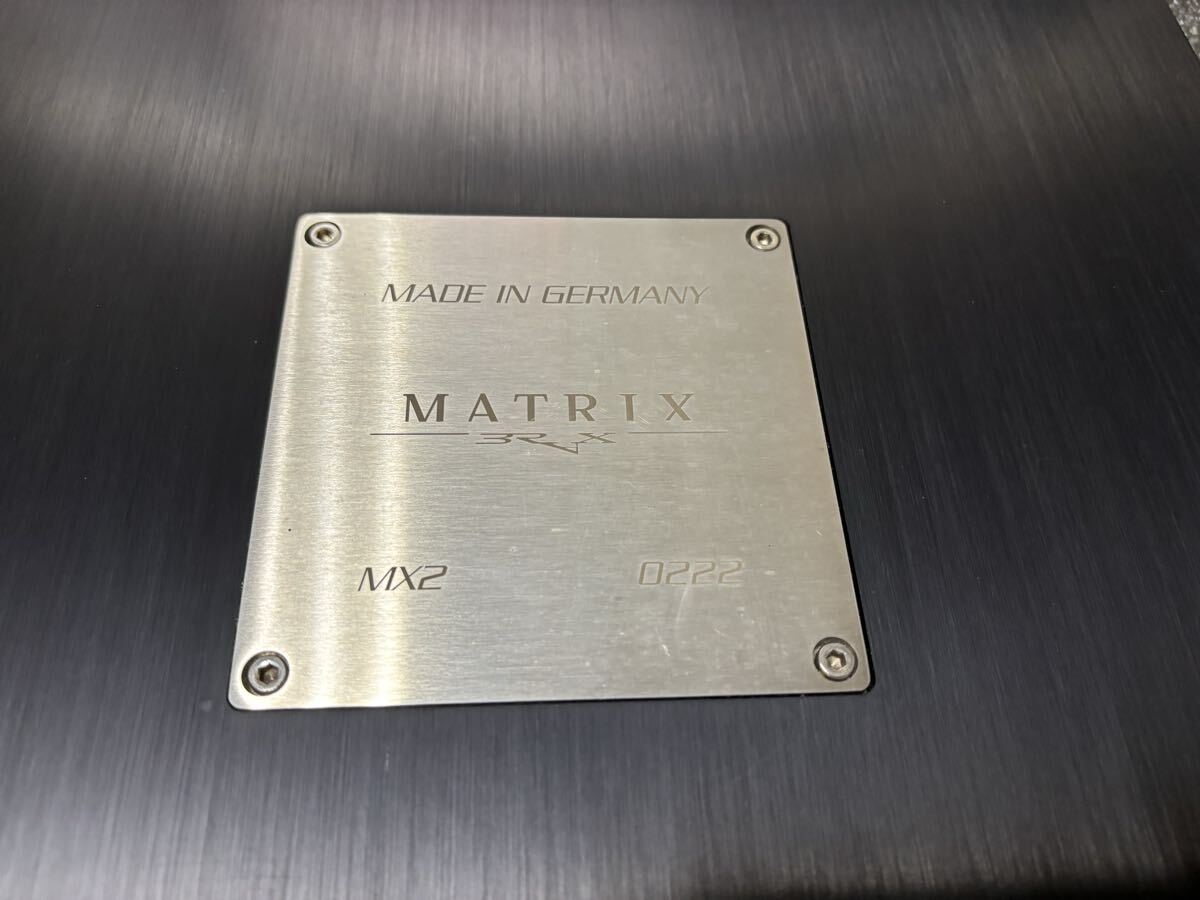 MADE IN GERMANY
MATRIX
BRAX
MX2 0222